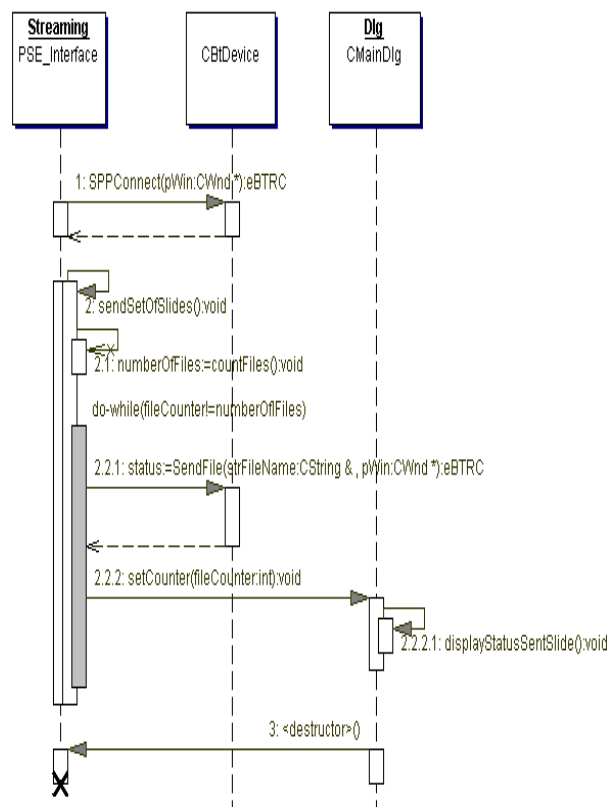 Streaming
PSE_Interface
CBtDevice
Dlg
CMainDlg
1: SPPConnect(pWin:CWnd *):eBTRC
2: sendSetOfSlides():void
2.1: numberOfFiles:=countFiles():void
do-while(fileCounter!=numberOflFiles)
2.2.1: status:=SendFile(strFileName:CString & , pWin:CWnd *):eBTRC
2.2.2: setCounter(fileCounter:int):void
2.2.2.1: displayStatusSentSlide():void
3: <destructor>()